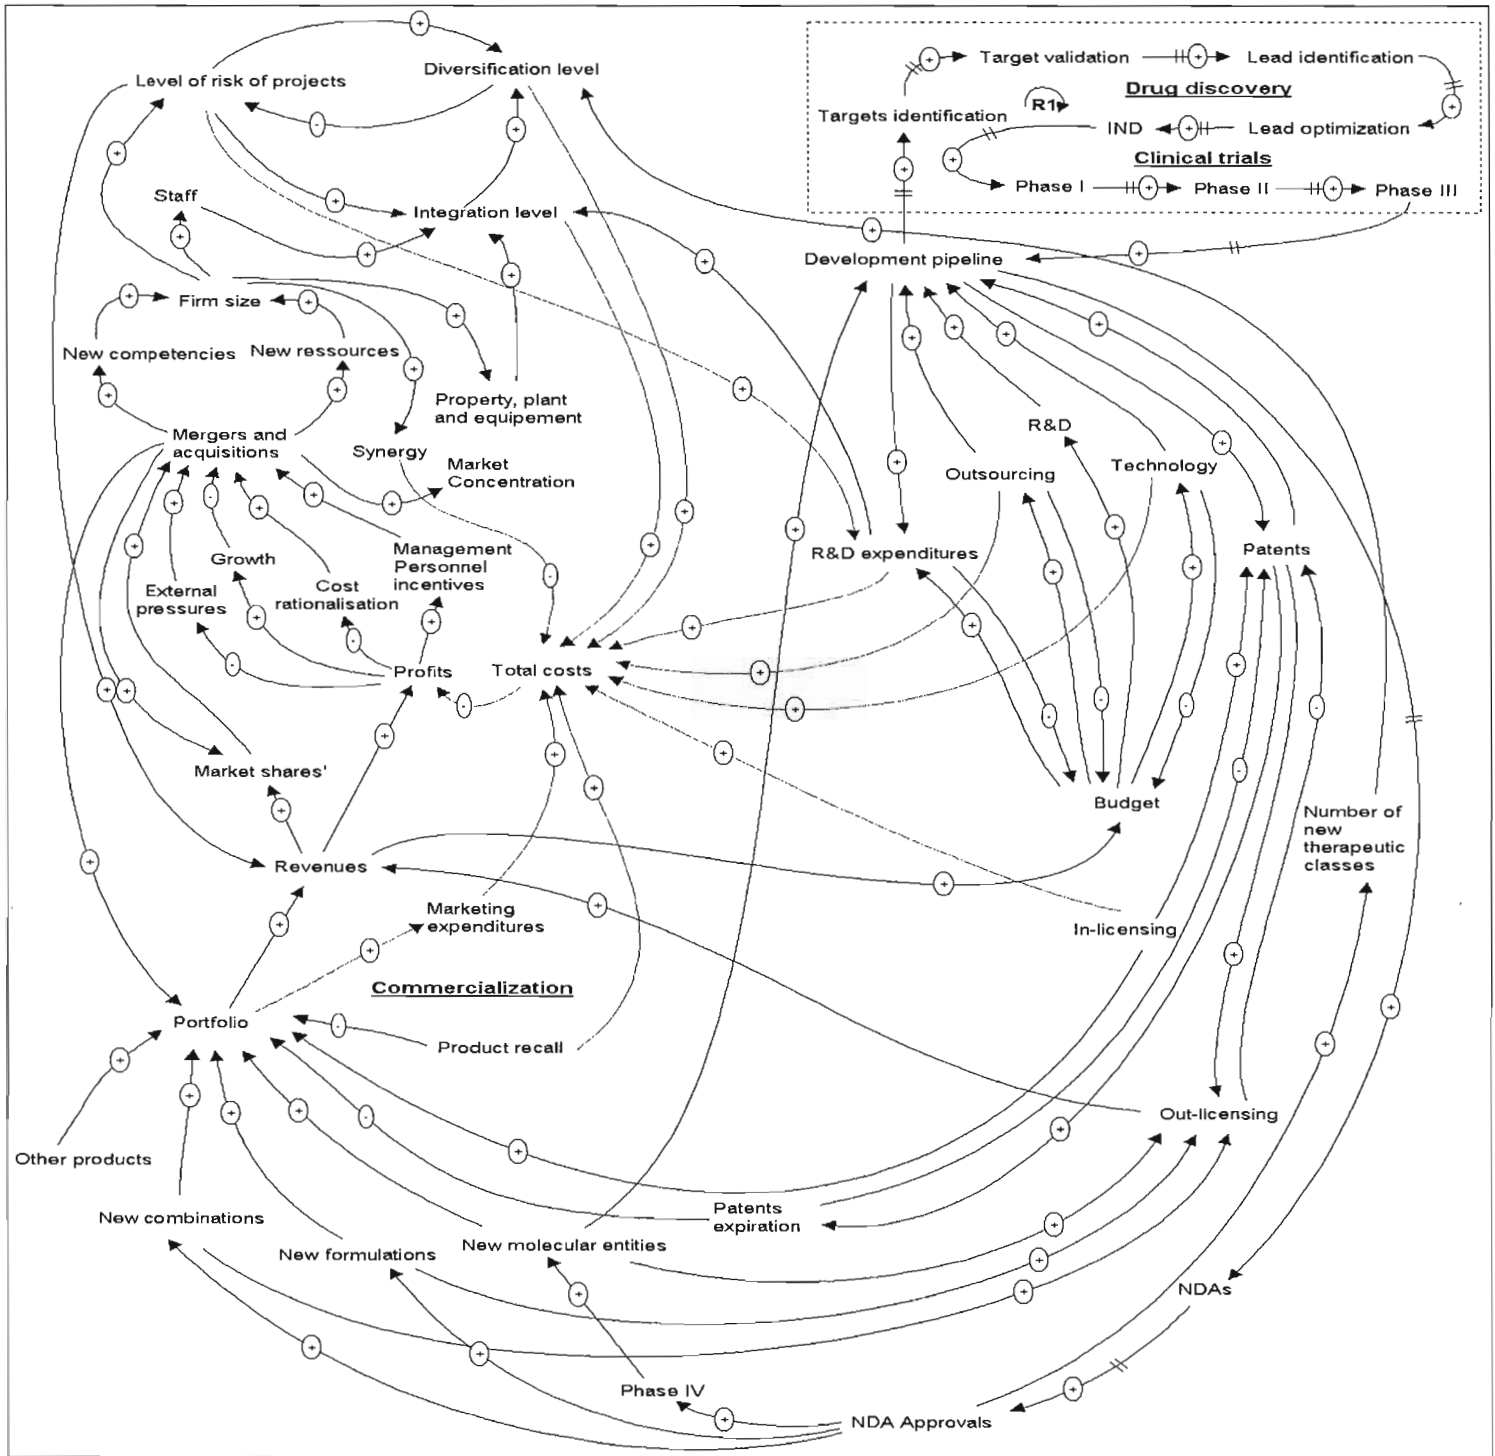 Level of risk of projects
Diversification level
Target validation
Lead identification
Drug discovery
Targets identification
R1
IND
Lead optimization
Clinical trials
Phase I
Phase II
Phase III
Staff
Integration level
Development pipeline
Firm size
New competencies
New ressources
Property, plant
and equipement
Mergers and
acquisitions
Synergy
Market
Concentration
R&D
Outsourcing
Technology
Growth
Management
Personnel
incentives
R&D expenditures
Patents
External
pressures
Cost
rationalisation
Profits
Total costs
Market shares'
Budget
Number of
new
therapeutic
classes
Revenues
Marketing
expenditures
In-licensing
Commercialization
Portfolio
Product recall
Out-licensing
Other products
New combinations
Patents
expiration
New formulations
New molecular entities
NDAs
Phase IV
NDA Approvals